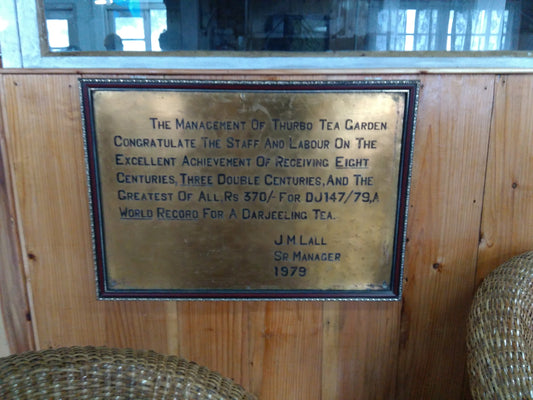 The Management Of Thurbo Tea Garden
Congratulate The Staff And Labour On The
Excellent Achievement Of Receiving Eight
Centuries, Three Double Centuries, And The
Greatest Of All, Rs 370/- For DJ147/79, A
World Record For A Darjeeling Tea.
J M Lall
Sr Manager
1979